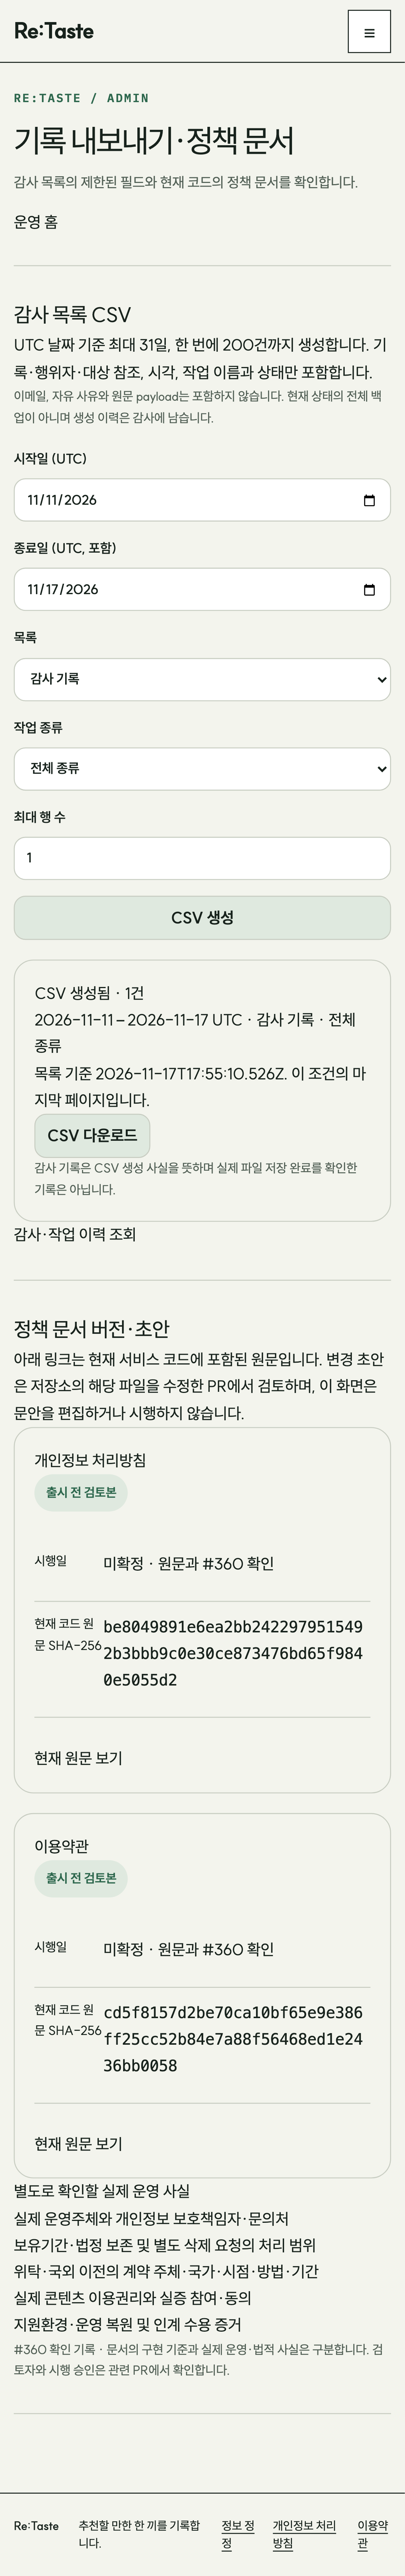 Re:Taste
≡
RE:TASTE / ADMIN
기록 내보내기·정책 문서
감사 목록의 제한된 필드와 현재 코드의 정책 문서를 확인합니다.
운영 홈
감사 목록 CSV
UTC 날짜 기준 최대 31일, 한 번에 200건까지 생성합니다. 기
록·행위자·대상 참조, 시각, 작업 이름과 상태만 포함합니다.
이메일, 자유 사유와 원문 payload는 포함하지 않습니다. 현재 상태의 전체 백
업이 아니며 생성 이력은 감사에 남습니다.
시작일 (UTC)
11/11/2026
종료일 (UTC, 포함)
11/17/2026
목록
감사 기록
작업 종류
전체 종류
최대 행 수
1
CSV 생성
CSV 생성됨 · 1건
2026-11-11 – 2026-11-17 UTC · 감사 기록 · 전체
종류
목록 기준 2026-11-17T17:55:10.526Z. 이 조건의 마
지막 페이지입니다.
CSV 다운로드
감사 기록은 CSV 생성 사실을 뜻하며 실제 파일 저장 완료를 확인한
기록은 아닙니다.
감사·작업 이력 조회
정책 문서 버전·초안
아래 링크는 현재 서비스 코드에 포함된 원문입니다. 변경 초안
은 저장소의 해당 파일을 수정한 PR에서 검토하며, 이 화면은
문안을 편집하거나 시행하지 않습니다.
개인정보 처리방침
출시 전 검토본
시행일 미확정 · 원문과 #360 확인
현재 코드 원
문 SHA-256
be8049891e6ea2bb242297951549
2b3bbb9c0e30ce873476bd65f984
0e5055d2
현재 원문 보기
이용약관
출시 전 검토본
시행일 미확정 · 원문과 #360 확인
현재 코드 원
문 SHA-256
cd5f8157d2be70ca10bf65e9e386
ff25cc52b84e7a88f56468ed1e24
36bb0058
현재 원문 보기
별도로 확인할 실제 운영 사실
실제 운영주체와 개인정보 보호책임자·문의처
보유기간·법정 보존 및 별도 삭제 요청의 처리 범위
위탁·국외 이전의 계약 주체·국가·시점·방법·기간
실제 콘텐츠 이용권리와 실증 참여·동의
지원환경·운영 복원 및 인계 수용 증거
#360 확인 기록 · 문서의 구현 기준과 실제 운영·법적 사실은 구분합니다. 검
토자와 시행 승인은 관련 PR에서 확인합니다.
Re:Taste
추천할 만한 한 끼를 기록합
니다.
정보 정
정
개인정보 처리
방침
이용약
관